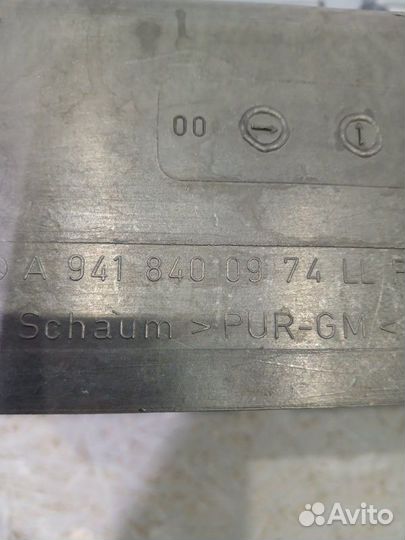 00
A 941 840 09 74 LL
Schaum >PUR-GM<
Avito